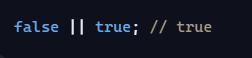 false || true; // true